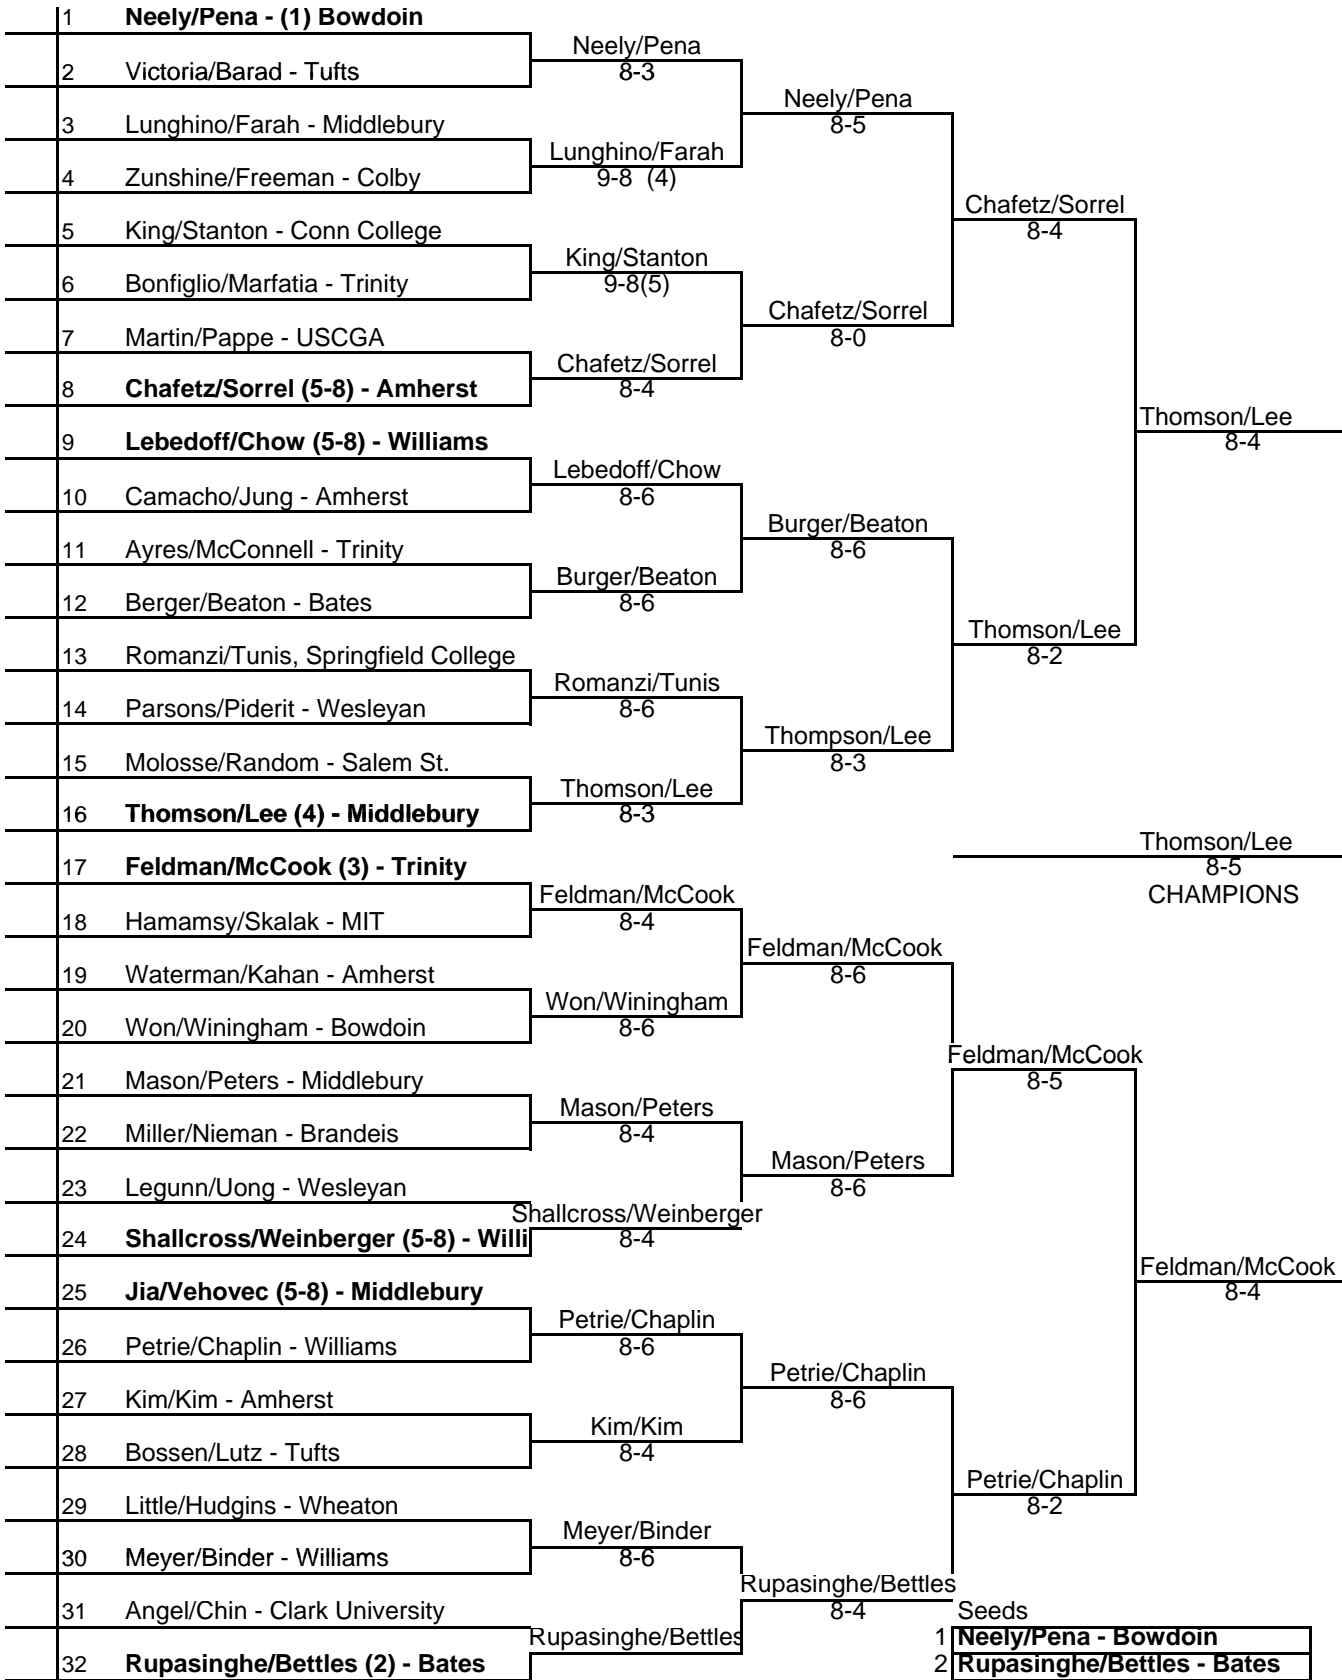 1 Neely/Pena - (1) Bowdoin
Neely/Pena
2 Victoria/Barad - Tufts
8-3
Neely/Pena
3 Lunghino/Farah - Middlebury
8-5
Lunghino/Farah
4 Zunshine/Freeman - Colby
9-8 (4)
Chafetz/Sorrel
5 King/Stanton - Conn College
8-4
King/Stanton
6 Bonfiglio/Marfatia - Trinity
9-8(5)
Chafetz/Sorrel
7 Martin/Pappe - USCGA
8-0
Chafetz/Sorrel
8 Chafetz/Sorrel (5-8) - Amherst
8-4
Thomson/Lee
9 Lebedoff/Chow (5-8) - Williams
8-4
Lebedoff/Chow
10 Camacho/Jung - Amherst
8-6
Burger/Beaton
11 Ayres/McConnell - Trinity
8-6
Burger/Beaton
12 Berger/Beaton - Bates
8-6
Thomson/Lee
13 Romanzi/Tunis, Springfield College
8-2
Romanzi/Tunis
14 Parsons/Piderit - Wesleyan
8-6
Thompson/Lee
15 Molosse/Random - Salem St.
8-3
Thomson/Lee
16 Thomson/Lee (4) - Middlebury
8-3
Thomson/Lee
17 Feldman/McCook (3) - Trinity
8-5
CHAMPIONS
Feldman/McCook
18 Hamamsy/Skalak - MIT
8-4
Feldman/McCook
19 Waterman/Kahan - Amherst
8-6
Won/Winingham
20 Won/Winingham - Bowdoin
8-6
Feldman/McCook
21 Mason/Peters - Middlebury
8-5
Mason/Peters
22 Miller/Nieman - Brandeis
8-4
Mason/Peters
23 Legunn/Uong - Wesleyan
8-6
Shallcross/Weinberger
24 Shallcross/Weinberger (5-8) - Willi
8-4
Feldman/McCook
25 Jia/Vehovec (5-8) - Middlebury
8-4
Petrie/Chaplin
26 Petrie/Chaplin - Williams
8-6
Petrie/Chaplin
27 Kim/Kim - Amherst
8-6
Kim/Kim
28 Bossen/Lutz - Tufts
8-4
Petrie/Chaplin
29 Little/Hudgins - Wheaton
8-2
Meyer/Binder
30 Meyer/Binder - Williams
8-6
Rupasinghe/Bettles
31 Angel/Chin - Clark University
8-4
Seeds
Rupasinghe/Bettles
1 Neely/Pena - Bowdoin
32 Rupasinghe/Bettles (2) - Bates
2 Rupasinghe/Bettles - Bates